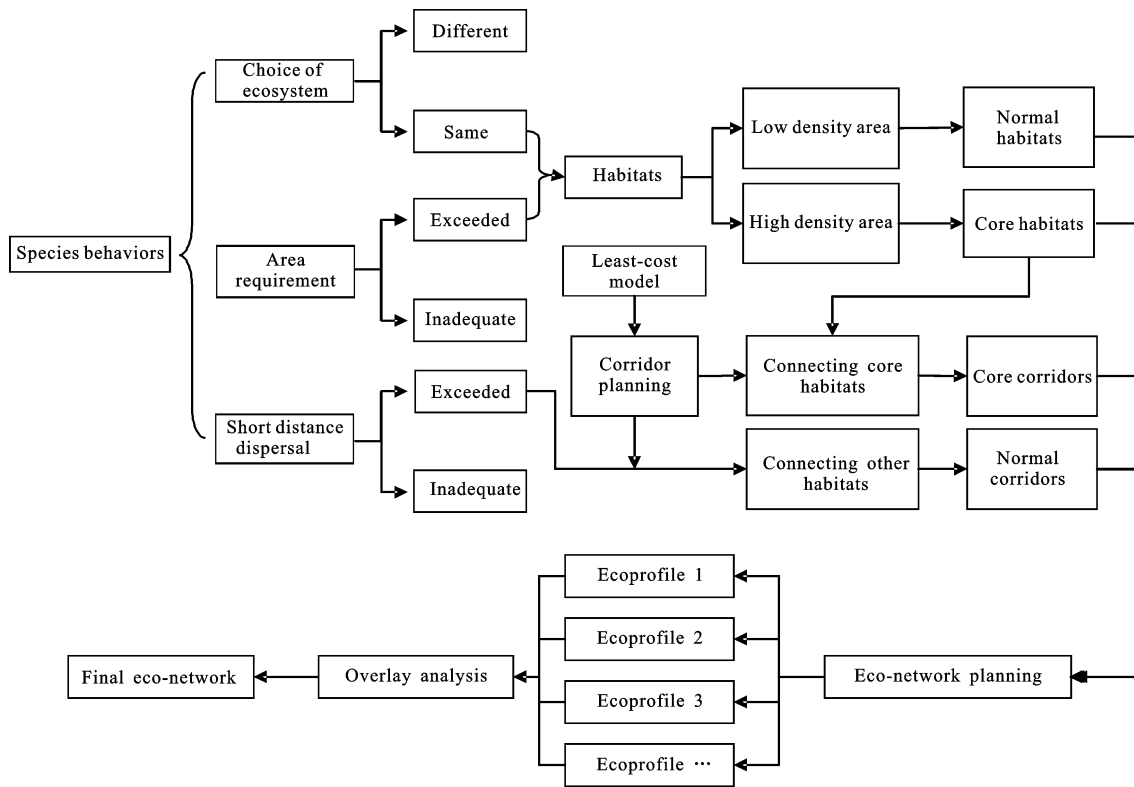 Different
Choice of
ecosystem
Same
Low density area
Normal
habitats
Habitats
Species behaviors
Exceeded
High density area
Core habitats
Area
requirement
Least-cost
model
Inadequate
Corridor
planning
Connecting core
habitats
Core corridors
Exceeded
Short distance
dispersal
Inadequate
Connecting other
habitats
Normal
corridors
Ecoprofile 1
Ecoprofile 2
Final eco-network
Overlay analysis
Eco-network planning
Ecoprofile 3
Ecoprofile ···